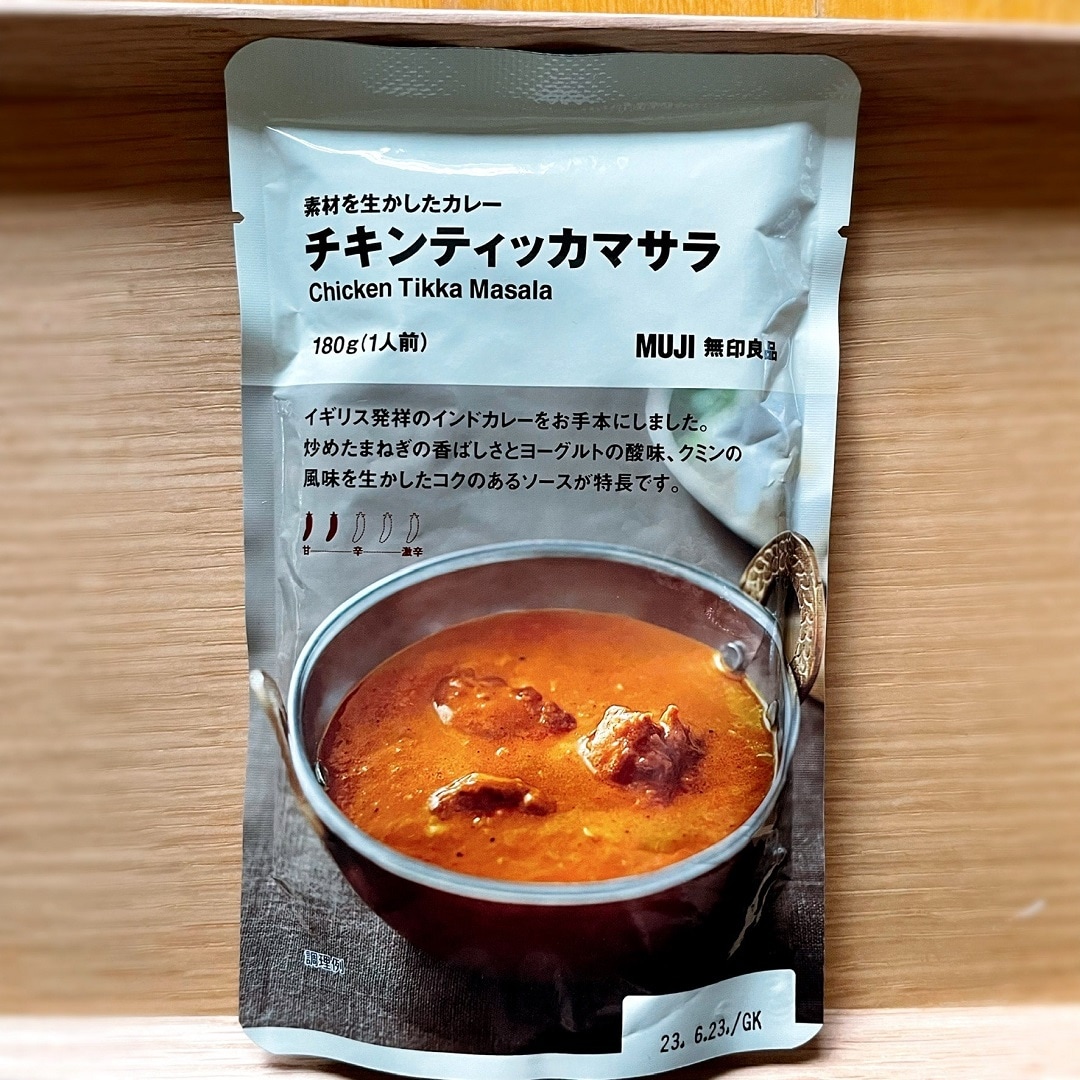 素材を生かしたカレー
チキンティッカマサラ
Chicken Tikka Masala
180g(1人前)
MUJI 無印良品
イギリス発祥のインドカレーをお手本にしました。
炒めたまねぎの香ばしさとヨーグルトの酸味、クミンの
風味を生かしたコクのあるソースが特長です。
甘 辛 激辛
調理例
23. 6.23./GK